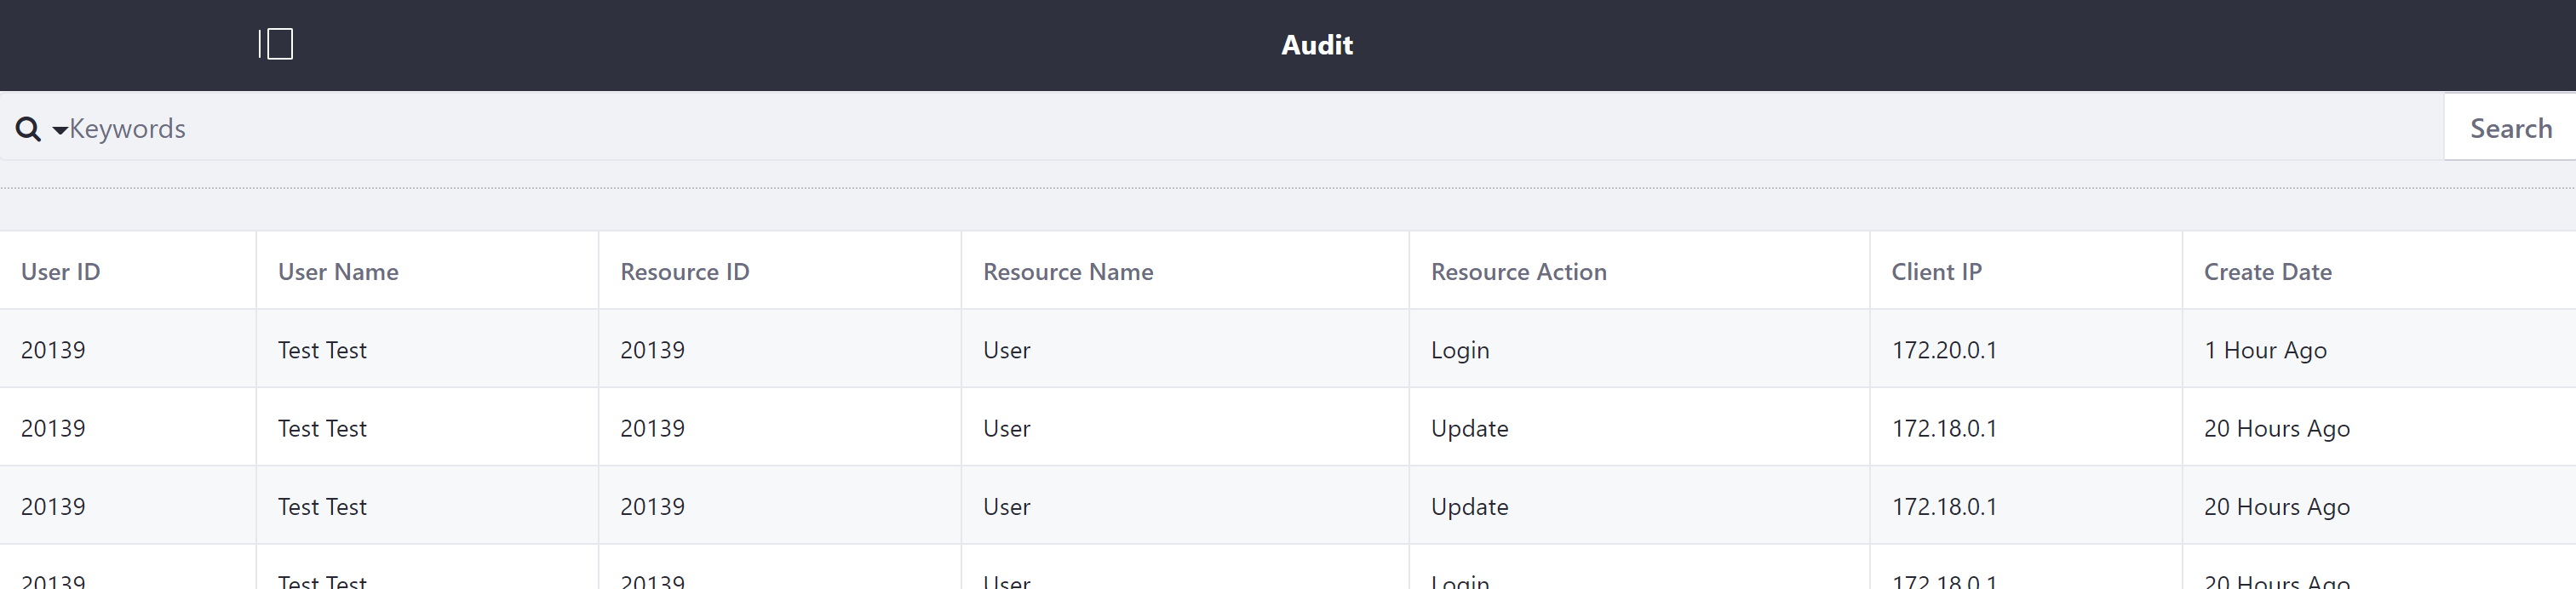 Audit
Keywords
Search
User ID User Name Resource ID Resource Name Resource Action Client IP Create Date
20139 Test Test 20139 User Login 172.20.0.1 1 Hour Ago
20139 Test Test 20139 User Update 172.18.0.1 20 Hours Ago
20139 Test Test 20139 User Update 172.18.0.1 20 Hours Ago
20139 Test Test 20139 User Login 172.18.0.1 20 Hours Ago